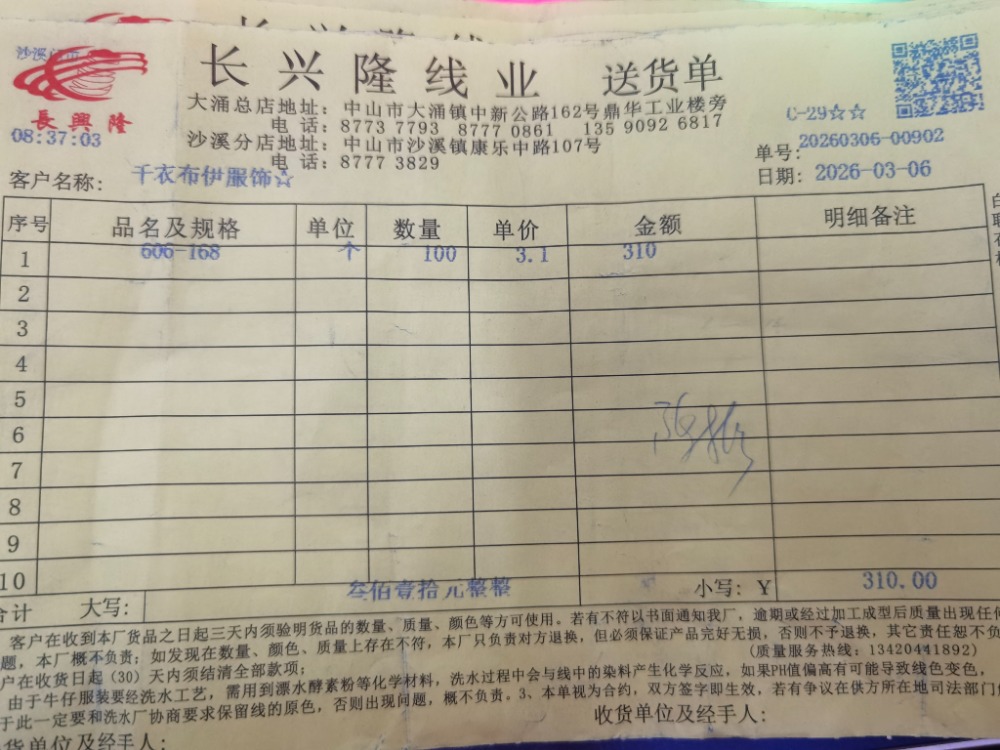 长兴隆线业 送货单
沙溪
長興隆
08:37:03
大涌总店地址：中山市大涌镇中新公路162号鼎华工业楼旁
电 话：8773 7793 8777 0861 135 9092 6817
沙溪分店地址：中山市沙溪镇康乐中路107号
电 话：8777 3829
C-29☆☆
单号：20260306-00902
日期：2026-03-06
客户名称：千衣布伊服饰☆
序号 品名及规格 单位 数量 单价 金额 明细备注
1 606-168 个 100 3.1 310
2
3
4
5
6
7
8
9
10
合计 大写：叁佰壹拾元整整 小写：¥ 310.00
客户在收到本厂货品之日起三天内须验明货品的数量、质量、颜色等方可使用。若有不符以书面通知我厂，逾期或经过加工成型后质量出现任何
题，本厂概不负责；如发现在数量、颜色、质量上存在不符，本厂只负责对方退换，但必须保证产品完好无损，否则不予退换，其它责任恕不负
(质量服务热线：13420441892)
户在收货日起（30）天内须结清全部款项；
由于牛仔服装要经洗水工艺，需用到漂水酵素粉等化学材料，洗水过程中会与线中的染料产生化学反应，如果PH值偏高有可能导致线色变色，
于此一定要和洗水厂协商要求保留线的原色，否则出现问题，概不负责。3、本单视为合约，双方签字即生效，若有争议在供方所在地司法部门
货单位及经手人： 收货单位及经手人：